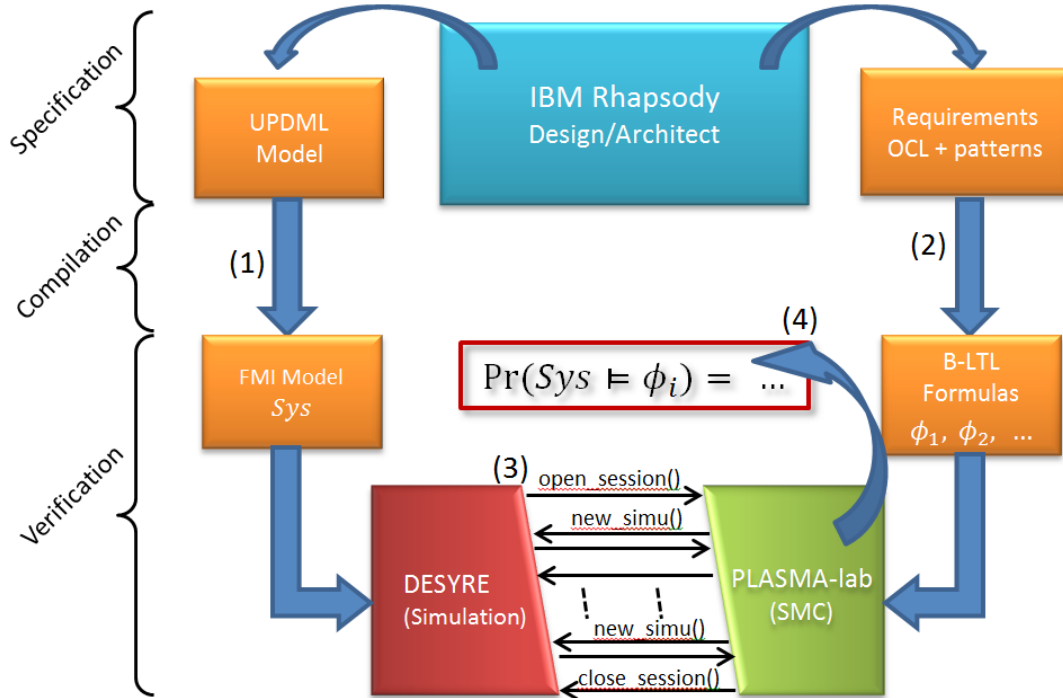 Specification
UPDML
Model
IBM Rhapsody
Design/Architect
Requirements
OCL + patterns
Compilation
(1)
(2)
Verification
FMI Model
Sys
(4)
Pr(Sys ⊨ ϕᵢ) = ...
B-LTL
Formulas
ϕ₁, ϕ₂, ...
(3)
open_session()
new_simu()
DESYRE
(Simulation)
PLASMA-lab
(SMC)
new_simu()
close_session()